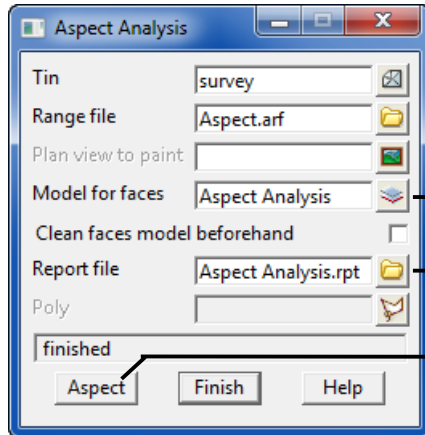 Aspect Analysis
Tin survey
Range file Aspect.arf
Plan view to paint
Model for faces Aspect Analysis
Clean faces model beforehand
Report file Aspect Analysis.rpt
Poly
finished
Aspect Finish Help